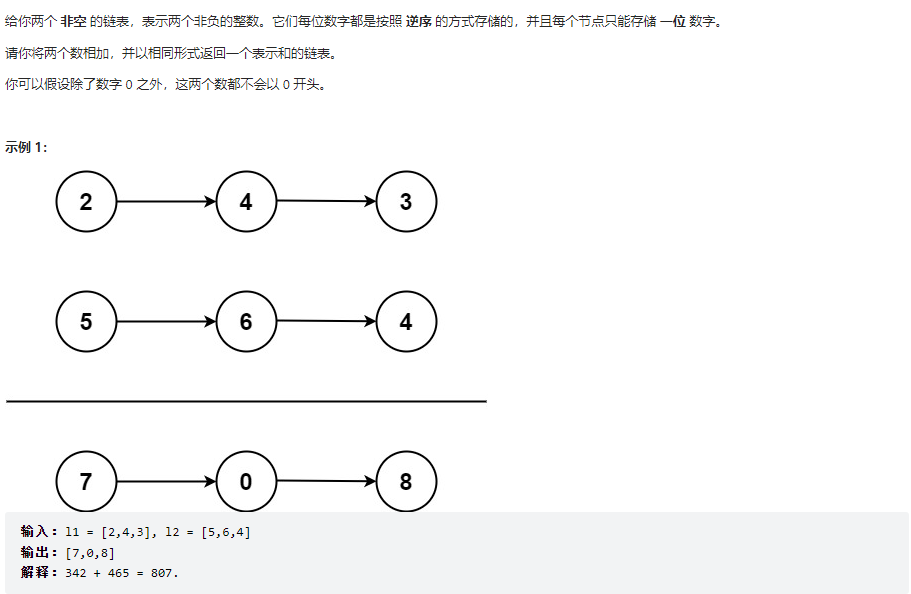 给你两个 非空 的链表，表示两个非负的整数。它们每位数字都是按照 逆序 的方式存储的，并且每个节点只能存储 一位 数字。
请你将两个数相加，并以相同形式返回一个表示和的链表。
你可以假设除了数字 0 之外，这两个数都不会以 0 开头。
示例 1：
2 4 3
5 6 4
7 0 8
输入：l1 = [2,4,3], l2 = [5,6,4]
输出：[7,0,8]
解释：342 + 465 = 807.